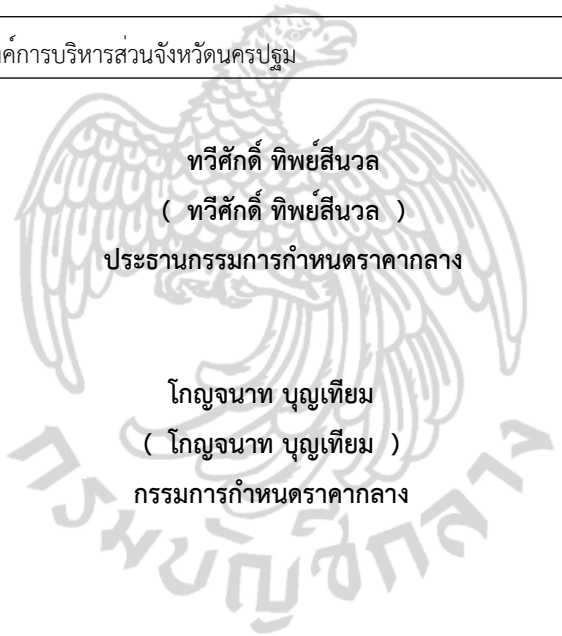 การบริหารส่วนจังหวัดนครปฐม
ทวีศักดิ์ ทิพย์สีนวล
( ทวีศักดิ์ ทิพย์สีนวล )
ประธานกรรมการกำหนดราคากลาง
โกญจนาท บุญเทียม
( โกญจนาท บุญเทียม )
กรรมการกำหนดราคากลาง
กรมบัญชีกลาง